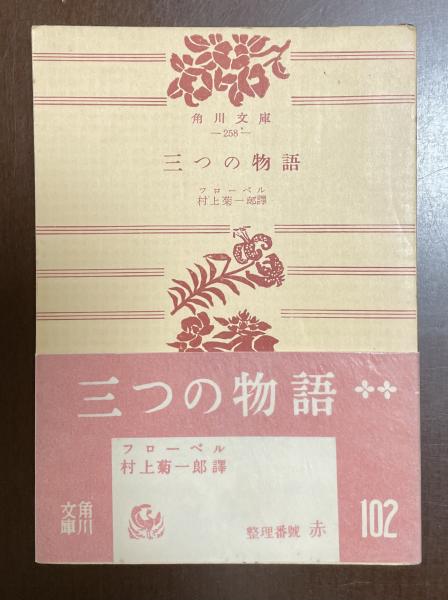 角川文庫
—258—
三つの物語
フローベル
村上菊一郎譯
三つの物語
フローベル
村上菊一郎譯
角川文庫
整理番號 赤 102